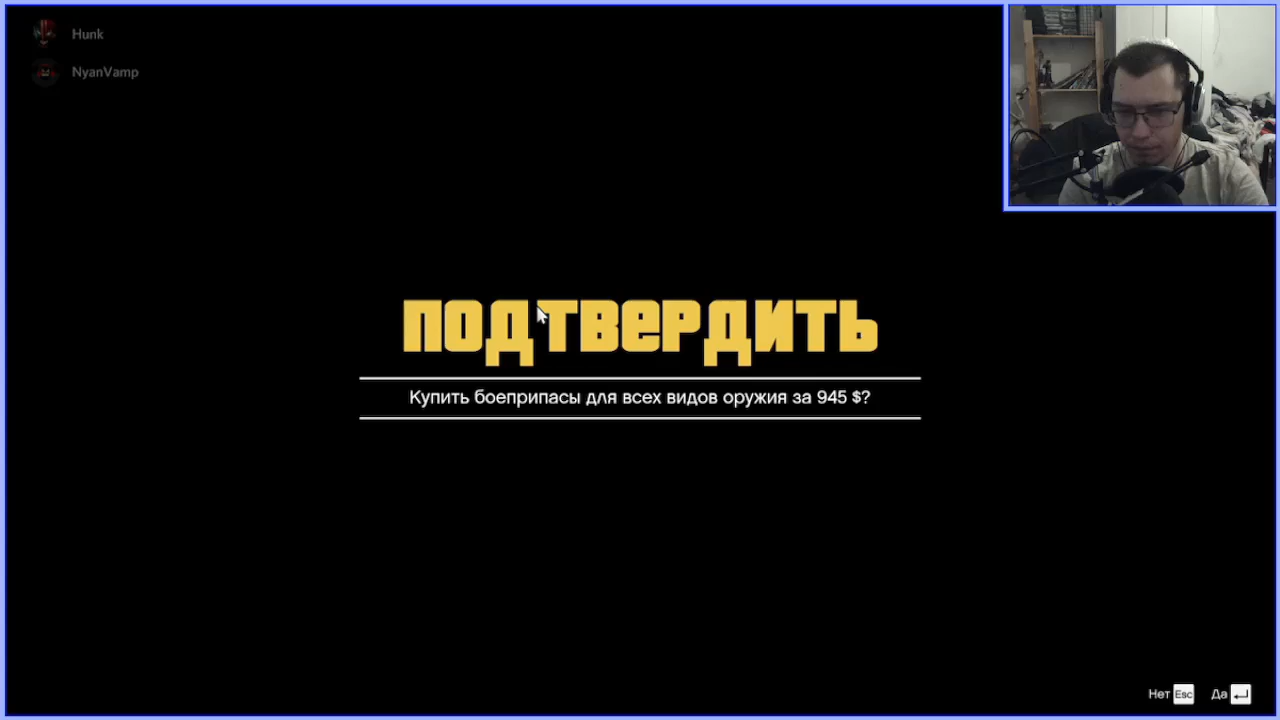 Hunk
NyanVamp
ПОДТВЕРДИТЬ
Купить боеприпасы для всех видов оружия за 945 $?
Нет Esc Да